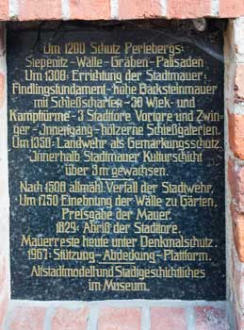 Um 1200 Schutz Perlebergs:
Siepenitz-Wälle-Gräben-Palisaden
Um 1300: Errichtung der Stadtmauer:
Findlingsfundament-hohe Backsteinmauer
mit Schießscharten-36 Wiek-und
Kampftürme-3 Stadttore Vortore und Zwin-
ger-Innengang-hölzerne Schießgalerien.
Um 1350: Landwehr als Gemarkungsschutz.
Innerhalb Stadtmauer Kulturschicht
über 3m gewachsen.
Nach 1500 allmähl Verfall der Stadtwehr.
Um 1750 Einebnung der Wälle zu Gärten,
Preisgabe der Mauer.
1829: Abriß der Stadttore.
Mauerreste heute unter Denkmalschutz.
1967: Stützung-Abdeckung-Plattform.
Altstadtmodell und Stadtgeschichtliches
im Museum.